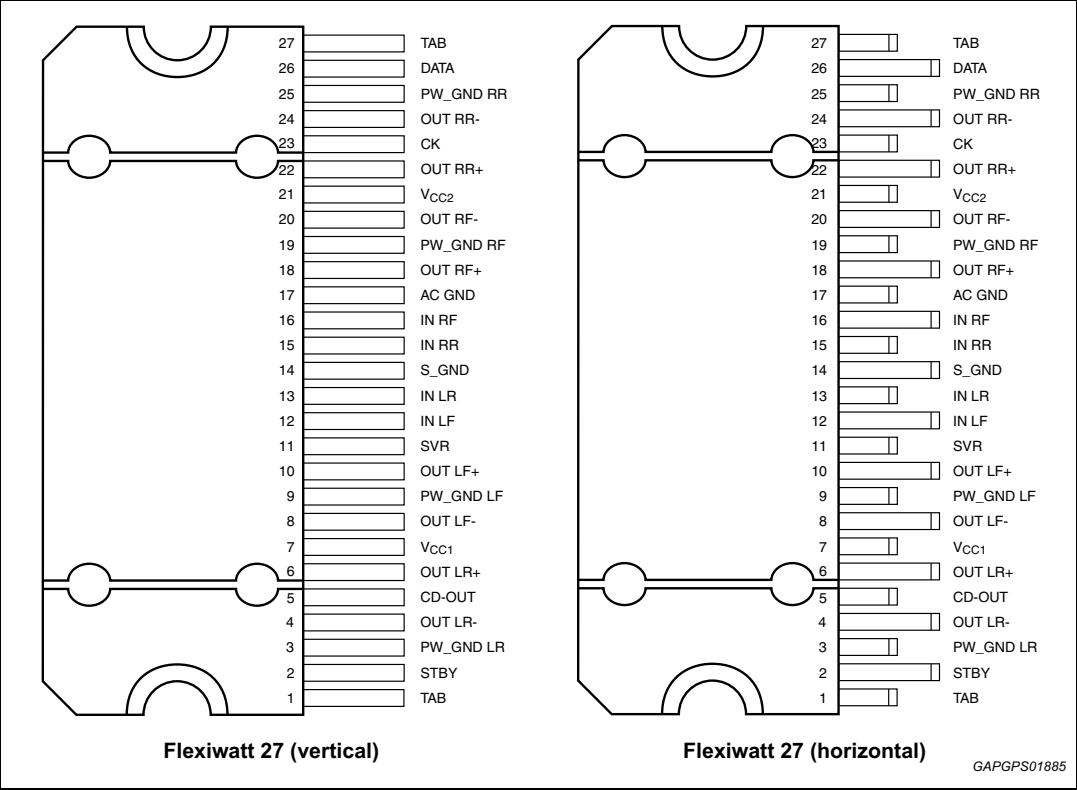 27 TAB
26 DATA
25 PW_GND RR
24 OUT RR-
23 CK
22 OUT RR+
21 VCC2
20 OUT RF-
19 PW_GND RF
18 OUT RF+
17 AC GND
16 IN RF
15 IN RR
14 S_GND
13 IN LR
12 IN LF
11 SVR
10 OUT LF+
9 PW_GND LF
8 OUT LF-
7 VCC1
6 OUT LR+
5 CD-OUT
4 OUT LR-
3 PW_GND LR
2 STBY
1 TAB
Flexiwatt 27 (vertical)
27 TAB
26 DATA
25 PW_GND RR
24 OUT RR-
23 CK
22 OUT RR+
21 VCC2
20 OUT RF-
19 PW_GND RF
18 OUT RF+
17 AC GND
16 IN RF
15 IN RR
14 S_GND
13 IN LR
12 IN LF
11 SVR
10 OUT LF+
9 PW_GND LF
8 OUT LF-
7 VCC1
6 OUT LR+
5 CD-OUT
4 OUT LR-
3 PW_GND LR
2 STBY
1 TAB
Flexiwatt 27 (horizontal)
GAPGPS01885